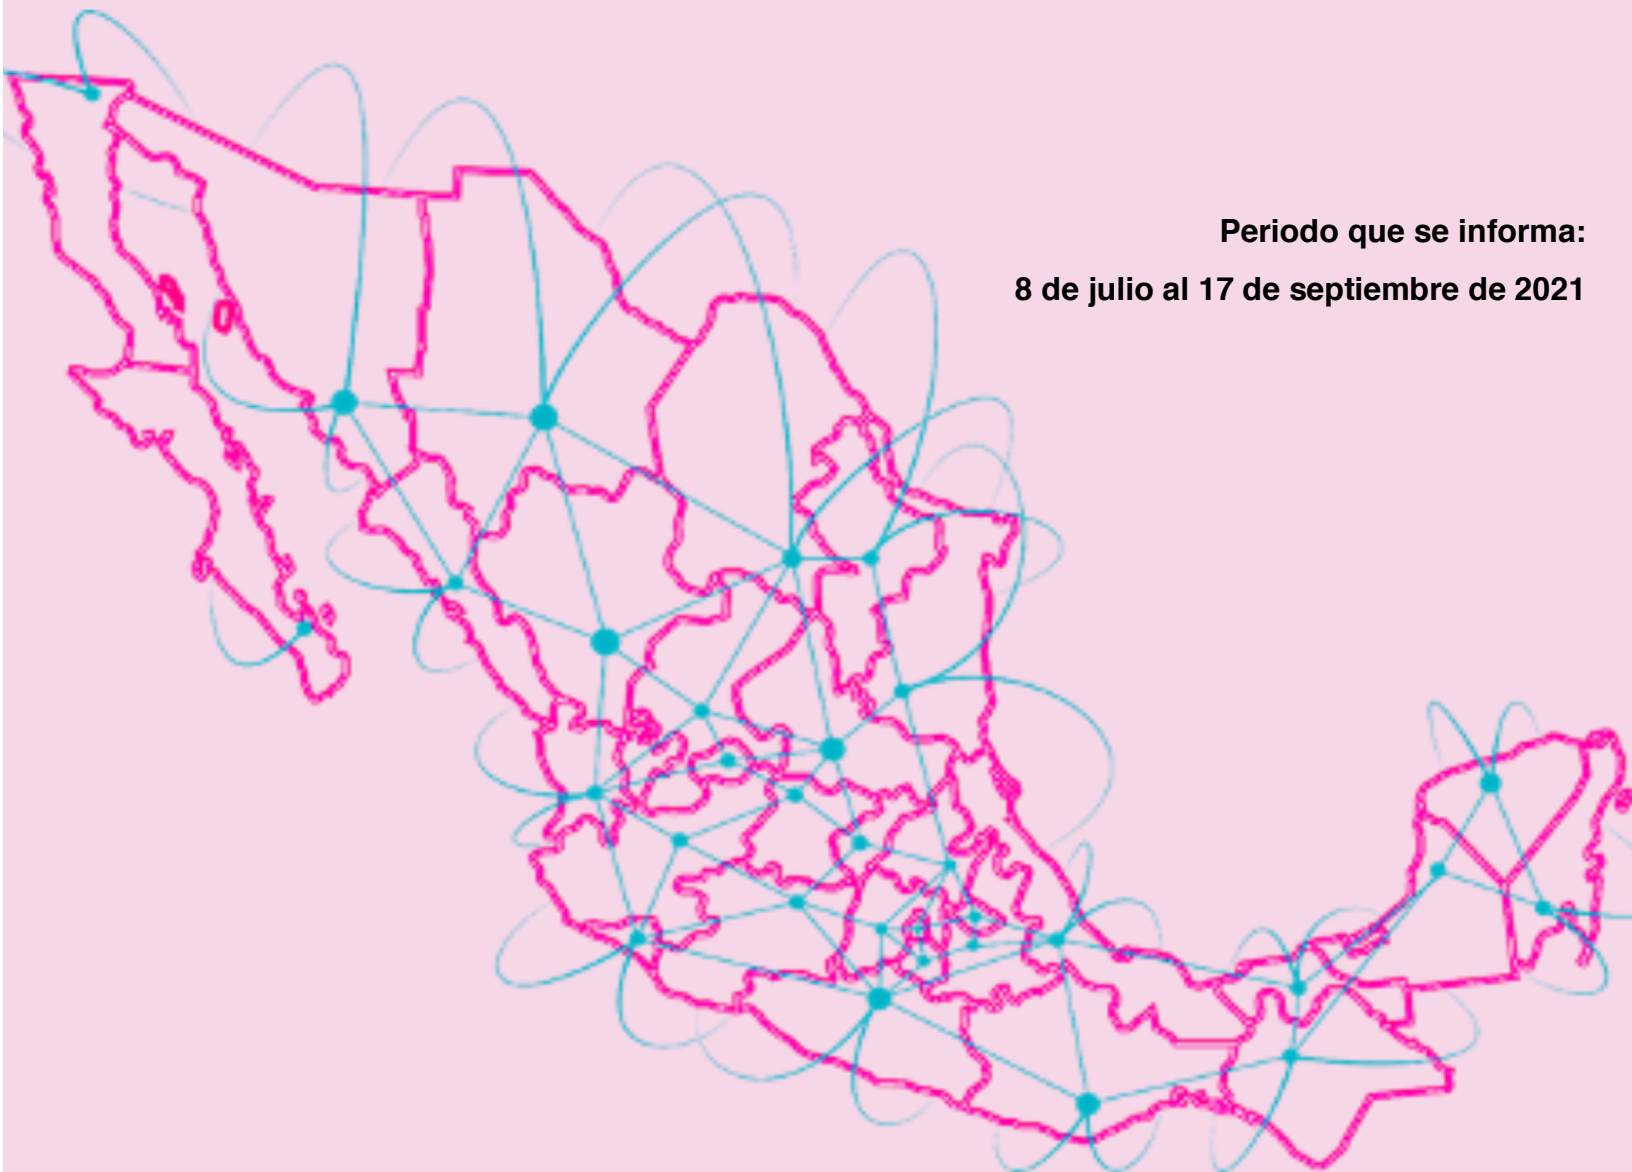 Periodo que se informa:
8 de julio al 17 de septiembre de 2021